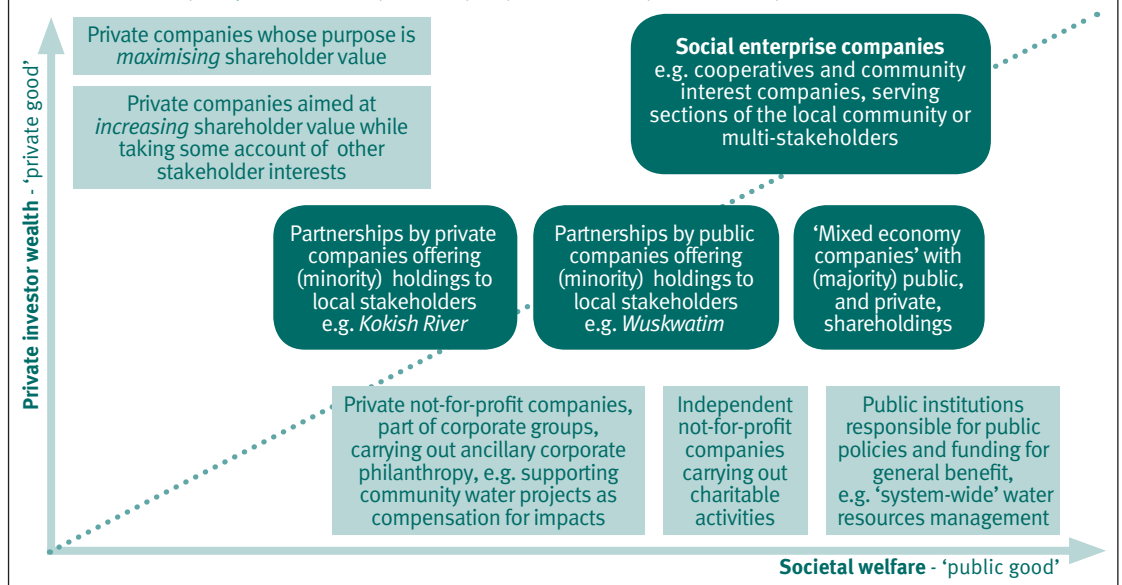 Private companies whose purpose is
maximising shareholder value
Private companies aimed at
increasing shareholder value while
taking some account of other
stakeholder interests
Social enterprise companies
e.g. cooperatives and community
interest companies, serving
sections of the local community or
multi-stakeholders
Partnerships by private
companies offering
(minority) holdings to
local stakeholders
e.g. Kokish River
Partnerships by public
companies offering
(minority) holdings to
local stakeholders
e.g. Wuskwatim
‘Mixed economy
companies’ with
(majority) public,
and private,
shareholdings
Private not-for-profit companies,
part of corporate groups,
carrying out ancillary corporate
philanthropy, e.g. supporting
community water projects as
compensation for impacts
Independent
not-for-profit
companies
carrying out
charitable
activities
Public institutions
responsible for public
policies and funding for
general benefit,
e.g. ‘system-wide’ water
resources management
Private investor wealth - ‘private good’
Societal welfare - ‘public good’